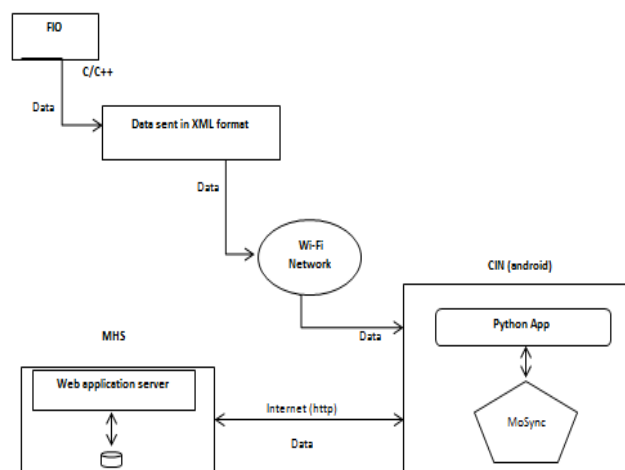 FIO
C/C++
Data
Data sent in XML format
Data
Wi-Fi
Network
CIN (android)
Python App
Data
MHS
Web application server
Internet (http)
MoSync
Data